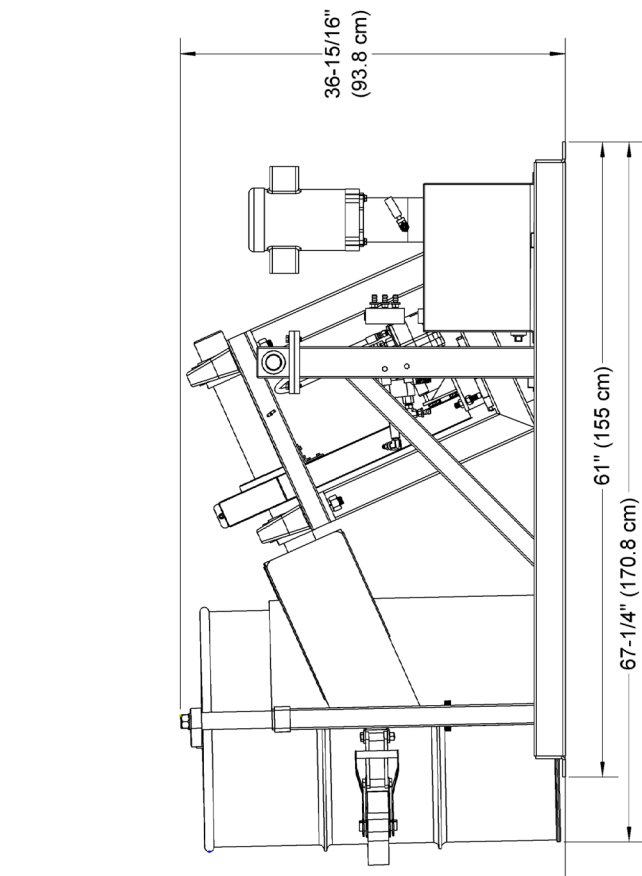 36-15/16"
(93.8 cm)
61" (155 cm)
67-1/4" (170.8 cm)